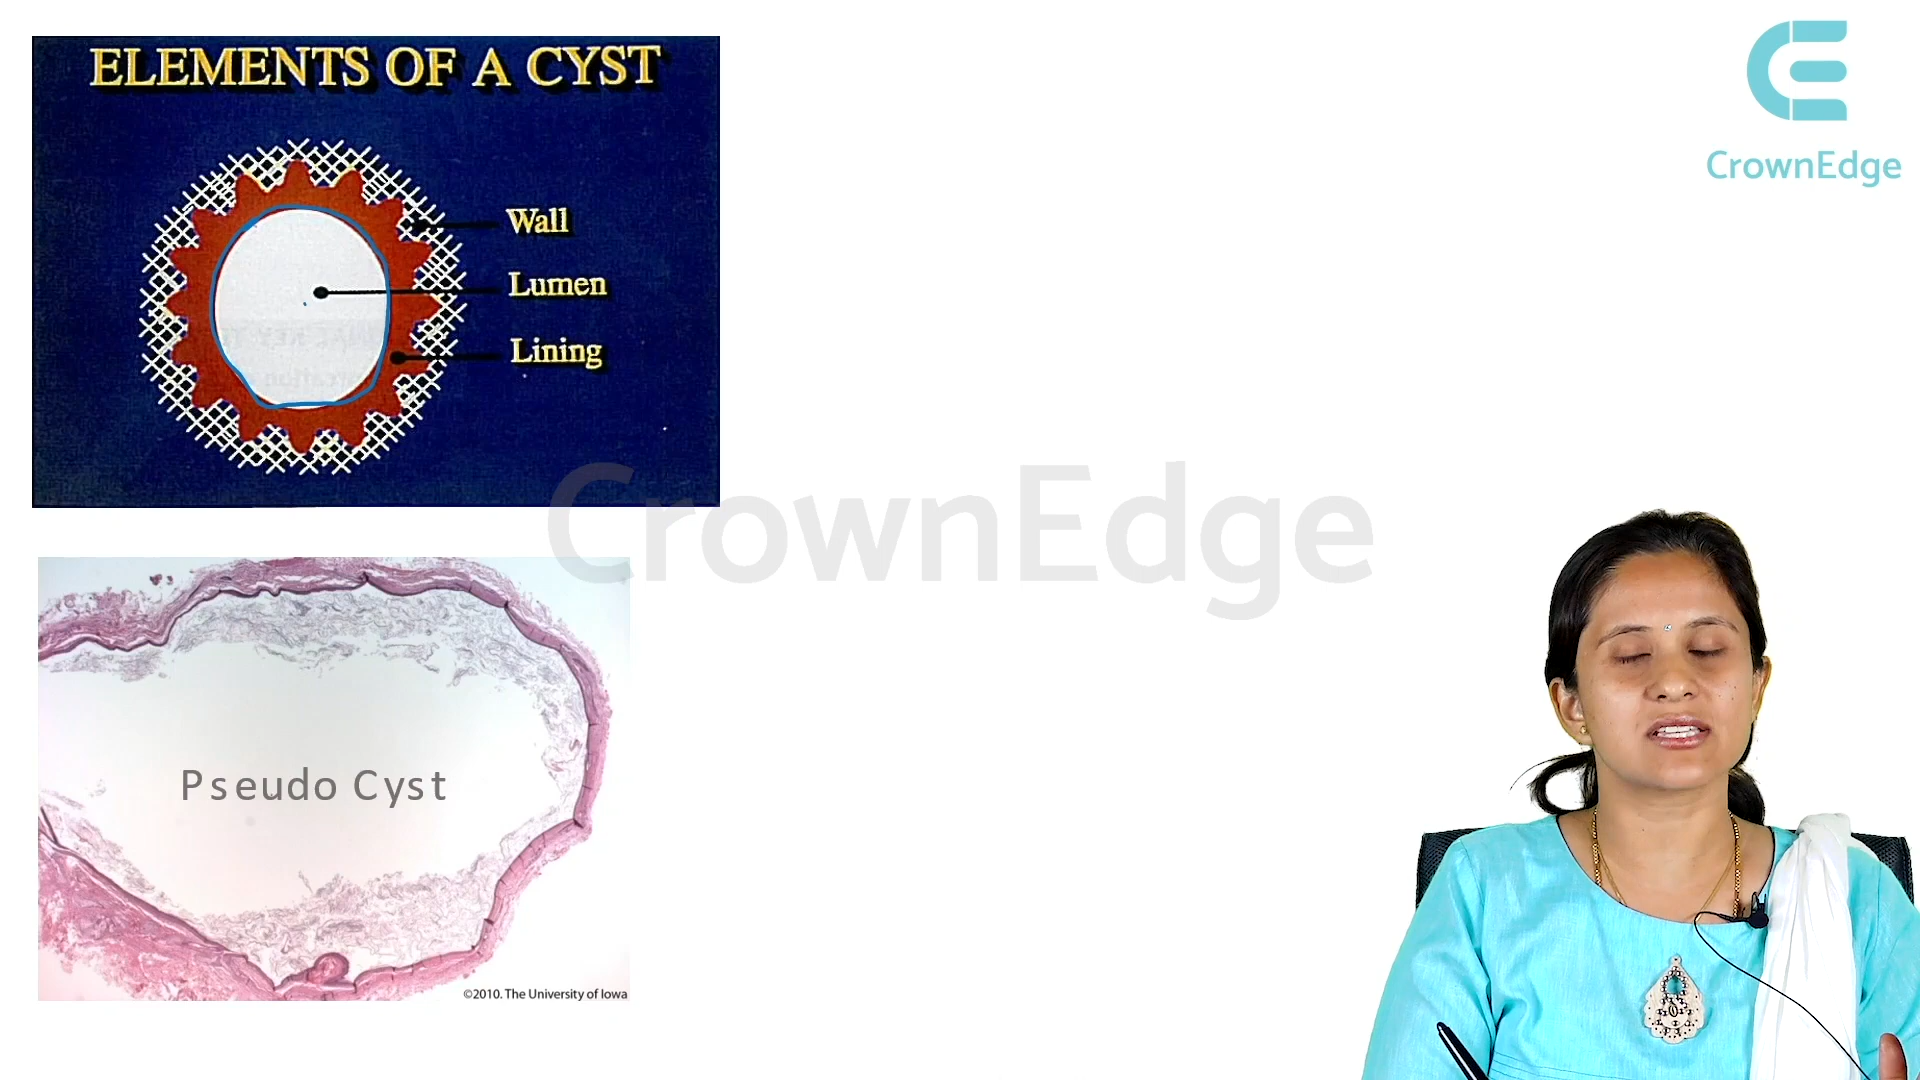 ELEMENTS OF A CYST
Wall
Lumen
Lining
Pseudo Cyst
©2010. The University of Iowa
CrownEdge
CrownEdge